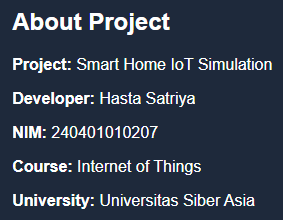 About Project
Project: Smart Home IoT Simulation
Developer: Hasta Satriya
NIM: 240401010207
Course: Internet of Things
University: Universitas Siber Asia